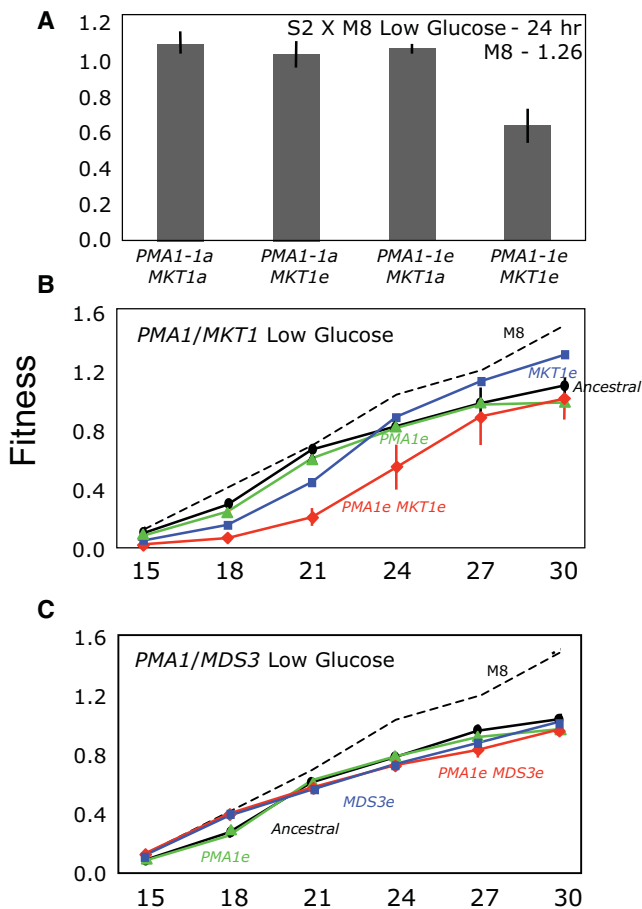 A
S2 X M8 Low Glucose - 24 hr
M8 - 1.26
1.2
1.0
0.8
0.6
0.4
1.2
0.0
PMA1-1a
MKT1a
PMA1-1a
MKT1e
PMA1-1e
MKT1a
PMA1-1e
MKT1e
B
Fitness
PMA1/MKT1 Low Glucose
1.6
1.2
0.8
0.4
0.0
M8
MKT1e
Ancestral
PMA1e
PMA1e MKT1e
15 18 21 24 27 30
C
PMA1/MDS3 Low Glucose
1.6
1.2
0.8
0.4
0.0
M8
PMA1e MDS3e
MDS3e
Ancestral
PMA1e
15 18 21 24 27 30